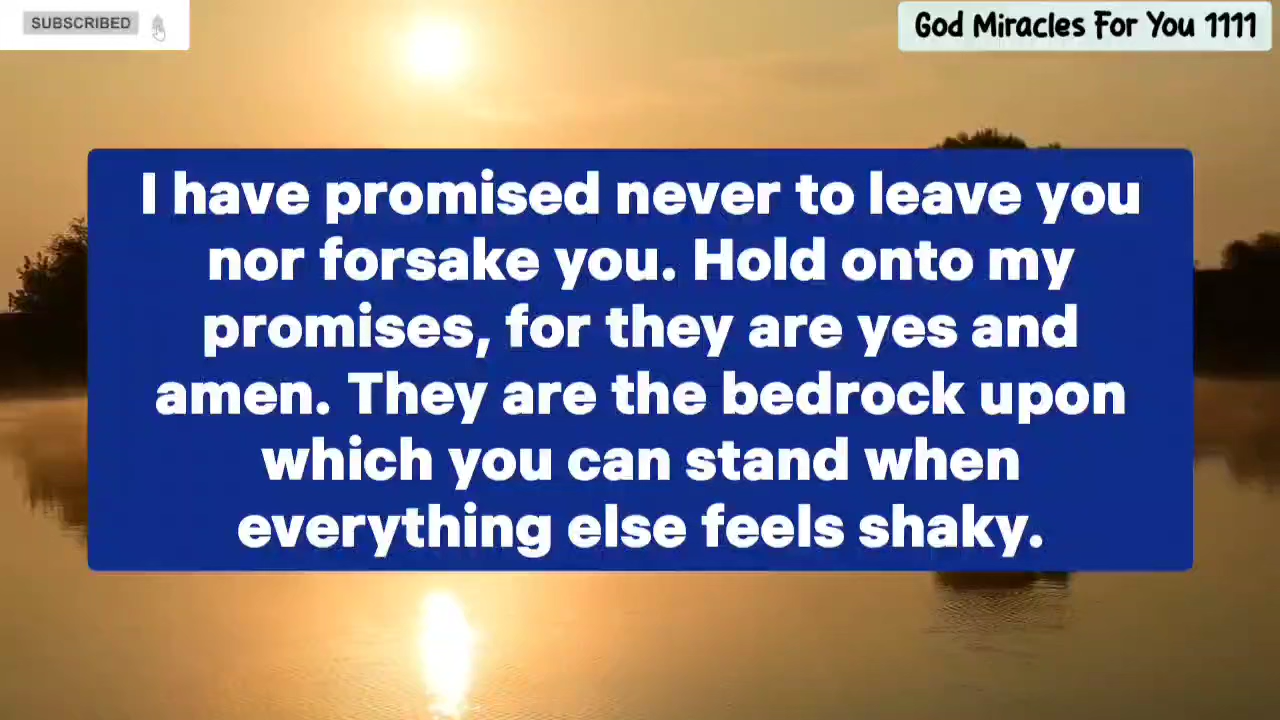 SUBSCRIBED
God Miracles For You 1111
I have promised never to leave you
nor forsake you. Hold onto my
promises, for they are yes and
amen. They are the bedrock upon
which you can stand when
everything else feels shaky.